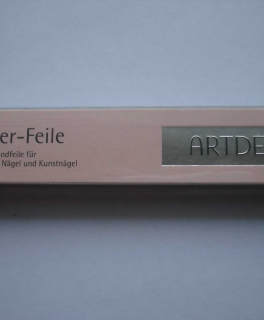 er-Feile
ndfeile für
Nägel und Kunstnägel
ARTDE